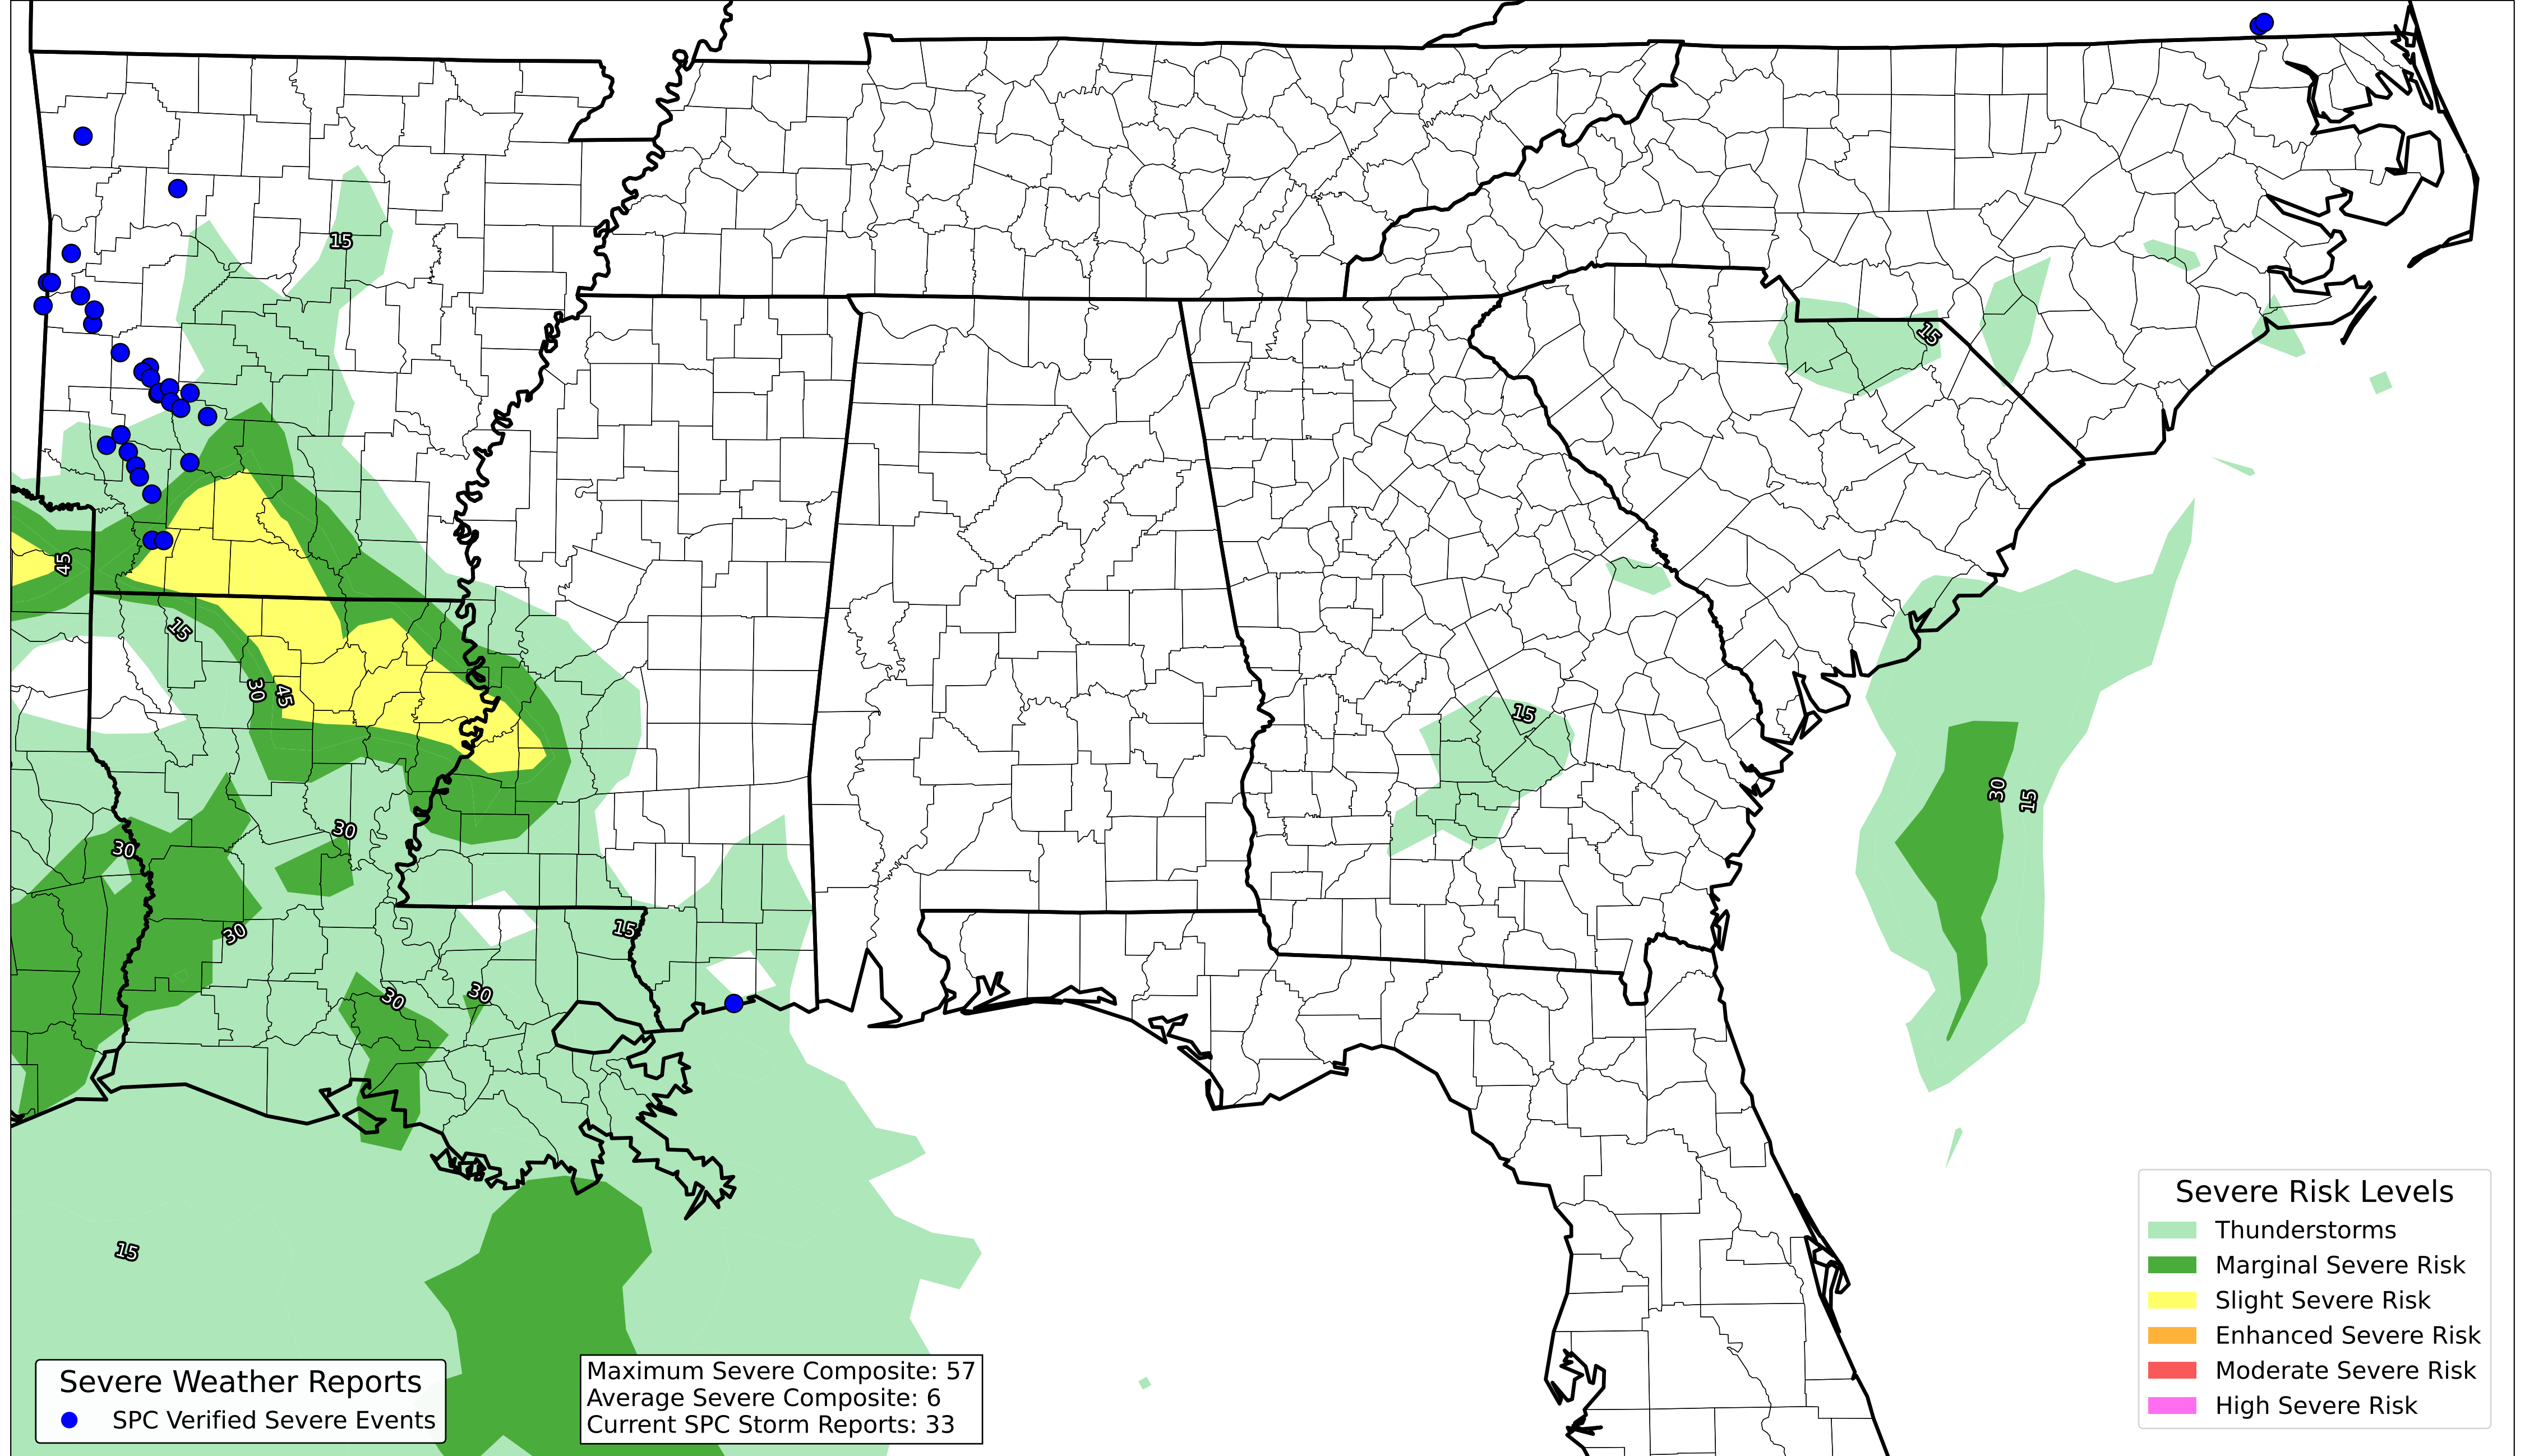 15
15
45
15
15
30
45
15
30
30
30
15
30
15
30
30
15
Severe Risk Levels
Thunderstorms
Marginal Severe Risk
Slight Severe Risk
Enhanced Severe Risk
Moderate Severe Risk
High Severe Risk
Severe Weather Reports
SPC Verified Severe Events
Maximum Severe Composite: 57
Average Severe Composite: 6
Current SPC Storm Reports: 33